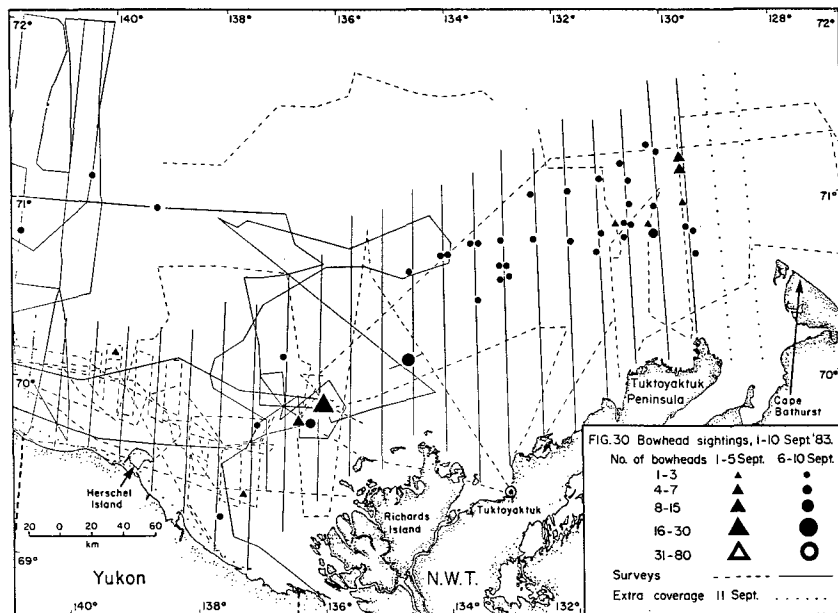 72°
140°
138°
136°
134°
132°
130°
128°
72°
71°
71°
70°
70°
Tuktoyaktuk
Peninsula
Cape
Bathurst
Herschel
Island
20 0 20 40 60
km
Richards
Island
Tuktoyaktuk
69°
Yukon
N.W.T.
140°
138°
136°
134°
132°
FIG.30 Bowhead sightings, 1-10 Sept.'83.
No. of bowheads 1-5 Sept. 6-10 Sept.
1-3
4-7
8-15
16-30
31-80
Surveys
Extra coverage 11 Sept.